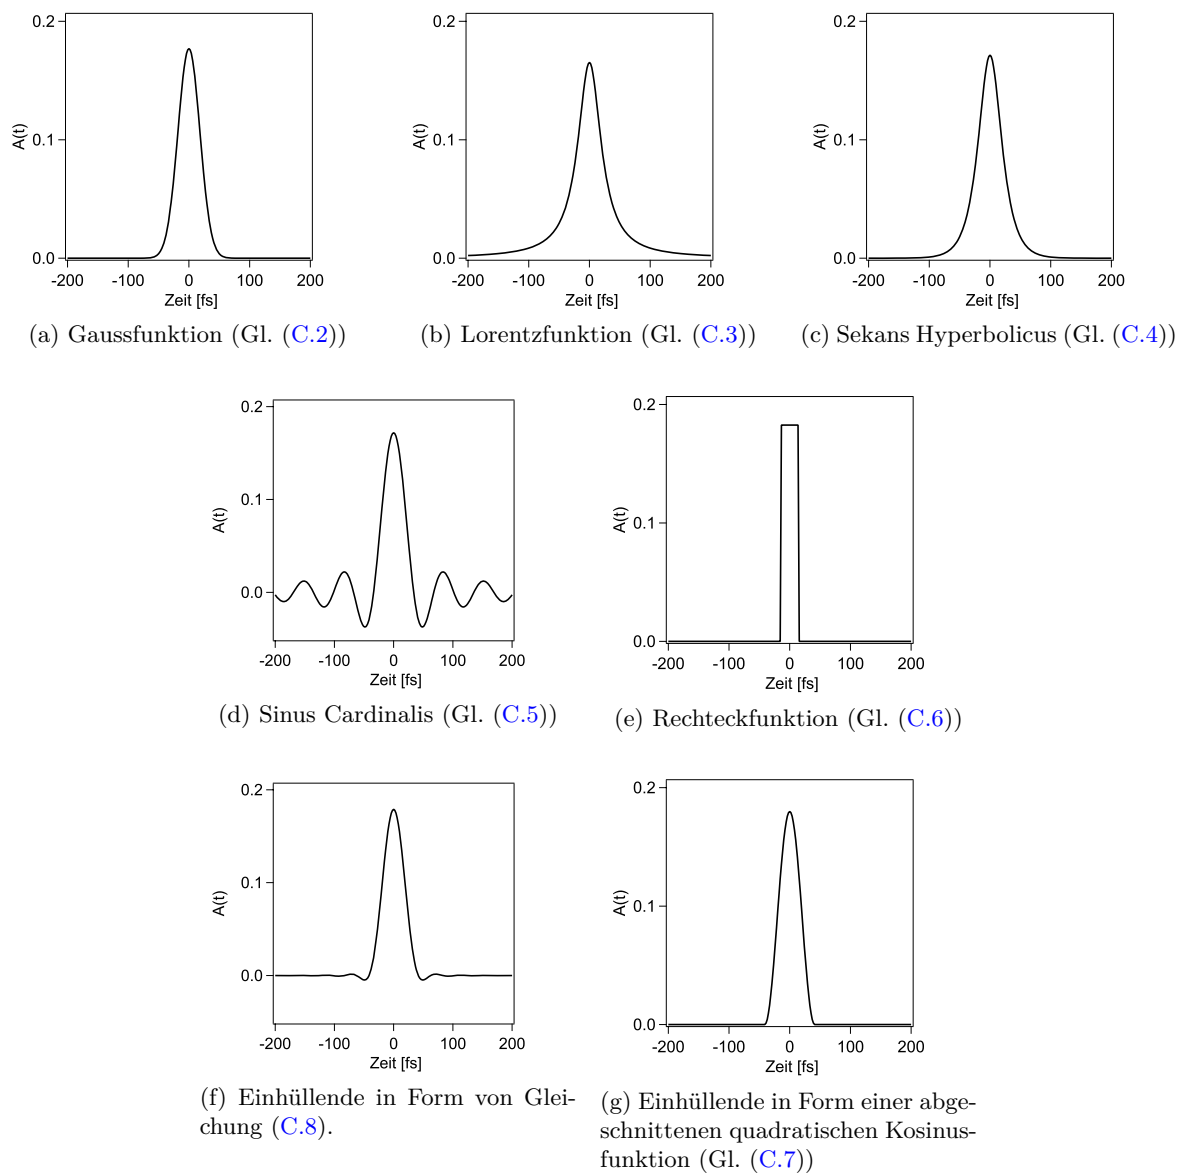 0.2
0.1
0.0
A(t)
-200 -100 0 100 200
Zeit [fs]
(a) Gaussfunktion (Gl. (C.2))
0.2
0.1
0.0
A(t)
-200 -100 0 100 200
Zeit [fs]
(b) Lorentzfunktion (Gl. (C.3))
0.2
0.1
0.0
A(t)
-200 -100 0 100 200
Zeit [fs]
(c) Sekans Hyperbolicus (Gl. (C.4))
0.2
0.1
0.0
A(t)
-200 -100 0 100 200
Zeit [fs]
(d) Sinus Cardinalis (Gl. (C.5))
0.2
0.1
0.0
A(t)
-200 -100 0 100 200
Zeit [fs]
(e) Rechteckfunktion (Gl. (C.6))
0.2
0.1
0.0
A(t)
-200 -100 0 100 200
Zeit [fs]
(f) Einhüllende in Form von Glei-
chung (C.8).
0.2
0.1
0.0
A(t)
-200 -100 0 100 200
Zeit [fs]
(g) Einhüllende in Form einer abge-
schnittenen quadratischen Kosinus-
funktion (Gl. (C.7))